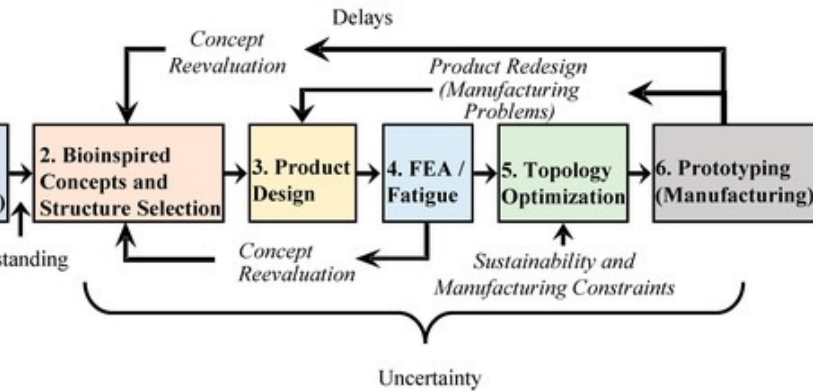 Delays
Concept
Reevaluation
Product Redesign
(Manufacturing
Problems)
2. Bioinspired
Concepts and
Structure Selection
3. Product
Design
4. FEA /
Fatigue
5. Topology
Optimization
6. Prototyping
(Manufacturing)
)
standing
Concept
Reevaluation
Sustainability and
Manufacturing Constraints
Uncertainty